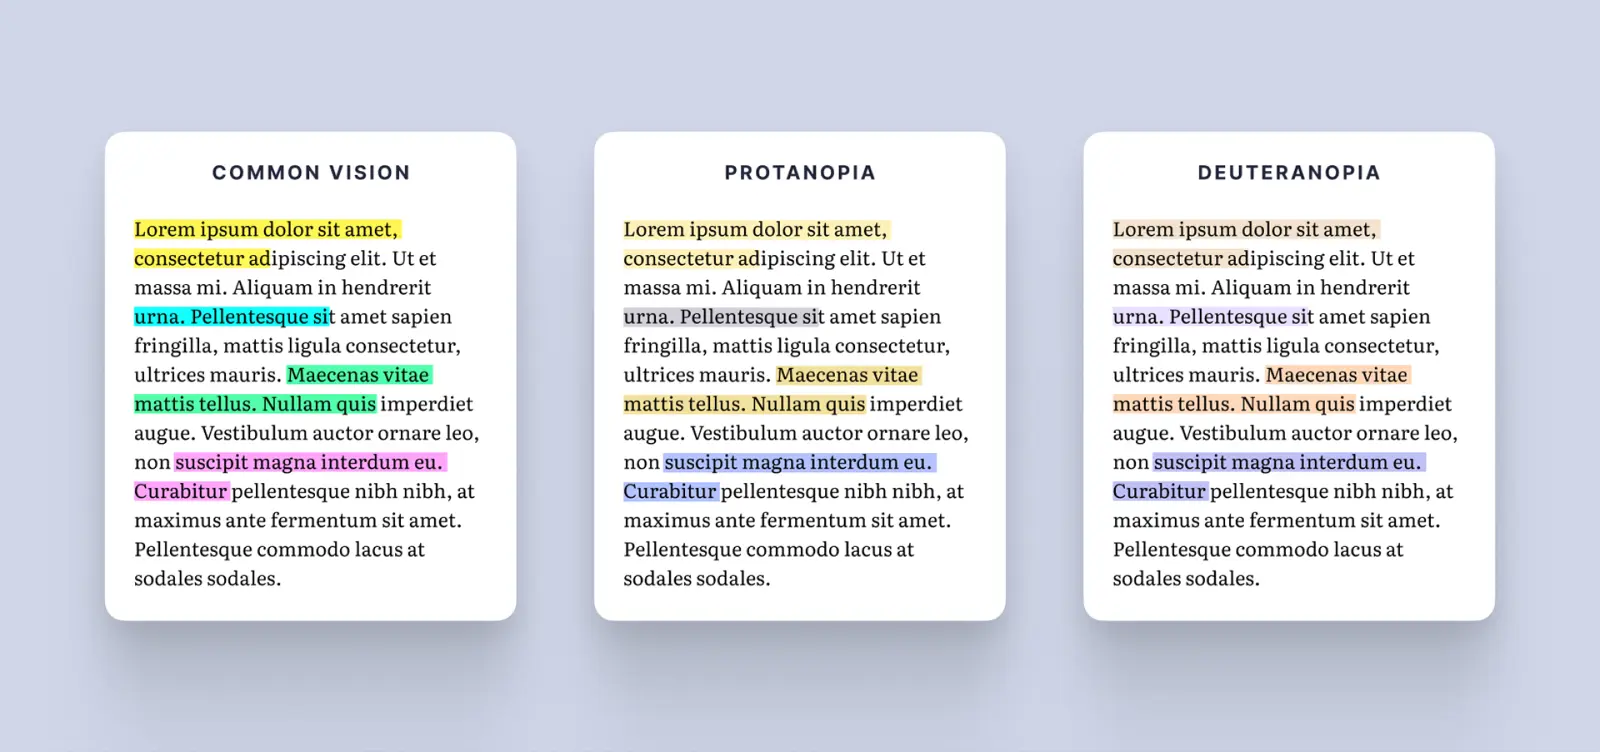 COMMON VISION
Lorem ipsum dolor sit amet,
consectetur adipiscing elit. Ut et
massa mi. Aliquam in hendrerit
urna. Pellentesque sit amet sapien
fringilla, mattis ligula consectetur,
ultrices mauris. Maecenas vitae
mattis tellus. Nullam quis imperdiet
augue. Vestibulum auctor ornare leo,
non suscipit magna interdum eu.
Curabitur pellentesque nibh nibh, at
maximus ante fermentum sit amet.
Pellentesque commodo lacus at
sodales sodales.
PROTANOPIA
Lorem ipsum dolor sit amet,
consectetur adipiscing elit. Ut et
massa mi. Aliquam in hendrerit
urna. Pellentesque sit amet sapien
fringilla, mattis ligula consectetur,
ultrices mauris. Maecenas vitae
mattis tellus. Nullam quis imperdiet
augue. Vestibulum auctor ornare leo,
non suscipit magna interdum eu.
Curabitur pellentesque nibh nibh, at
maximus ante fermentum sit amet.
Pellentesque commodo lacus at
sodales sodales.
DEUTERANOPIA
Lorem ipsum dolor sit amet,
consectetur adipiscing elit. Ut et
massa mi. Aliquam in hendrerit
urna. Pellentesque sit amet sapien
fringilla, mattis ligula consectetur,
ultrices mauris. Maecenas vitae
mattis tellus. Nullam quis imperdiet
augue. Vestibulum auctor ornare leo,
non suscipit magna interdum eu.
Curabitur pellentesque nibh nibh, at
maximus ante fermentum sit amet.
Pellentesque commodo lacus at
sodales sodales.